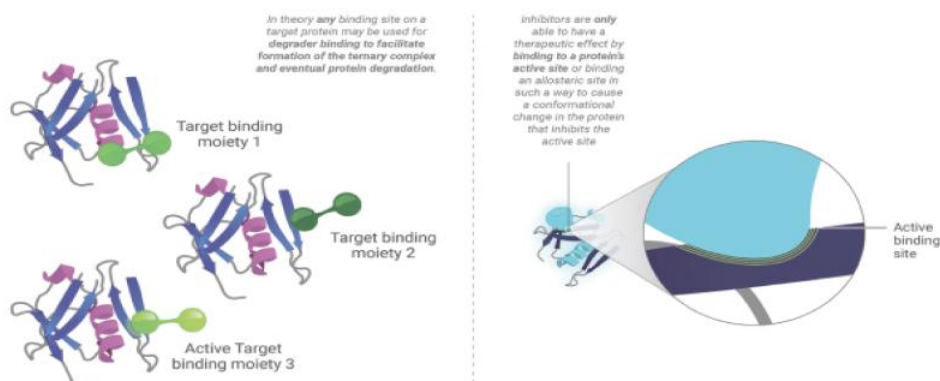 In theory any binding site on a
target protein may be used for
degrader binding to facilitate
formation of the ternary complex
and eventual protein degradation.
Target binding
moiety 1
Target binding
moiety 2
Active Target
binding moiety 3
Inhibitors are only
able to have a
therapeutic effect by
binding to a protein's
active site or binding
an allosteric site in
such a way to cause
a conformational
change in the protein
that inhibits the
active site
Active
binding
site